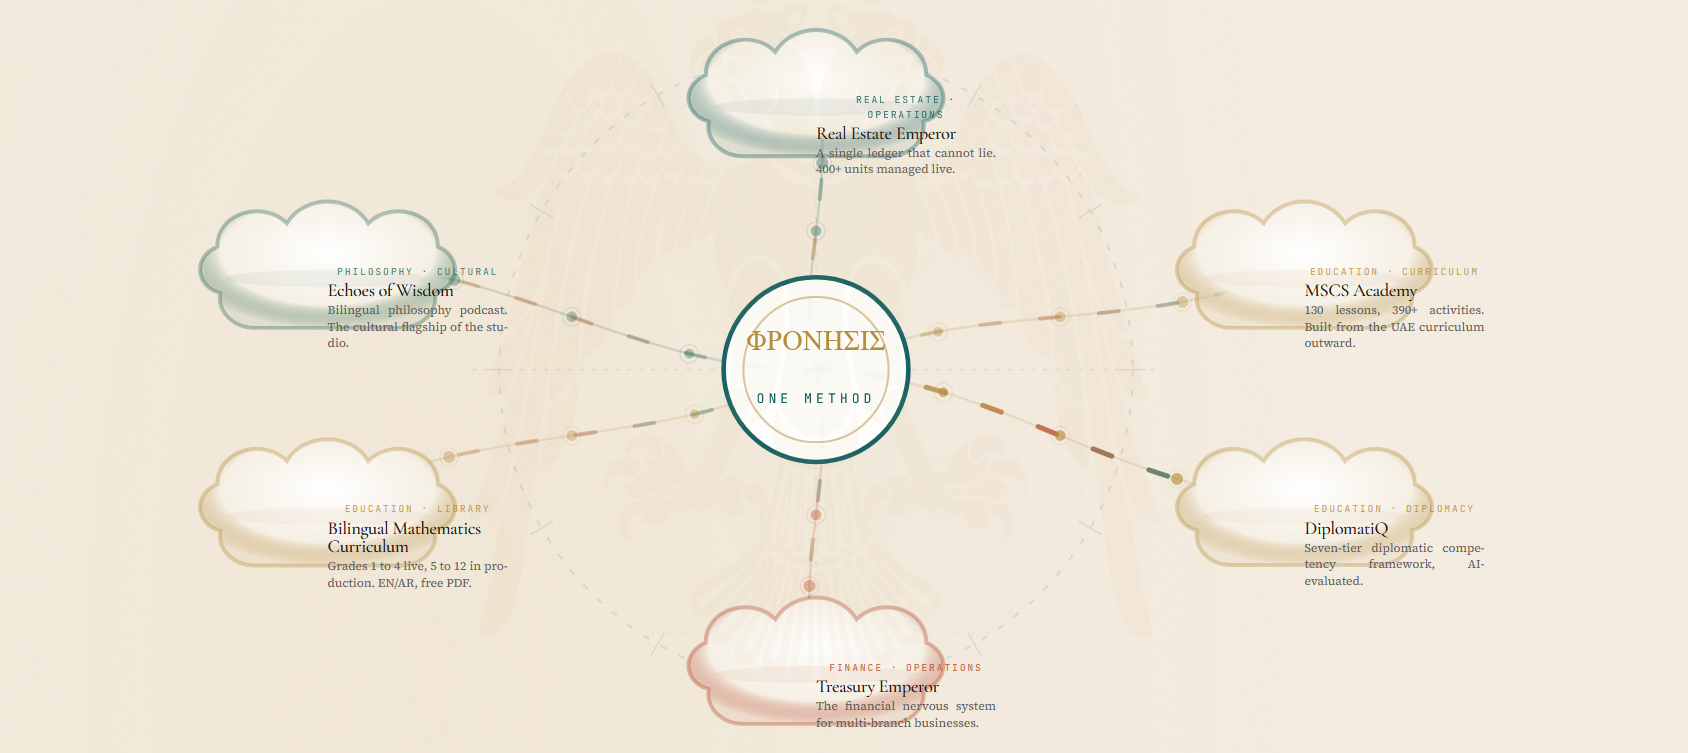 REAL ESTATE ·
OPERATIONS
Real Estate Emperor
A single ledger that cannot lie.
400+ units managed live.
PHILOSOPHY · CULTURAL
Echoes of Wisdom
Bilingual philosophy podcast.
The cultural flagship of the stu-
dio.
EDUCATION · CURRICULUM
MSCS Academy
130 lessons, 390+ activities.
Built from the UAE curriculum
outward.
ΦΡΟΝΗΣΙΣ
ONE METHOD
EDUCATION · LIBRARY
Bilingual Mathematics
Curriculum
Grades 1 to 4 live, 5 to 12 in pro-
duction. EN/AR, free PDF.
EDUCATION · DIPLOMACY
DiplomatiQ
Seven-tier diplomatic compe-
tency framework, AI-
evaluated.
FINANCE · OPERATIONS
Treasury Emperor
The financial nervous system
for multi-branch businesses.